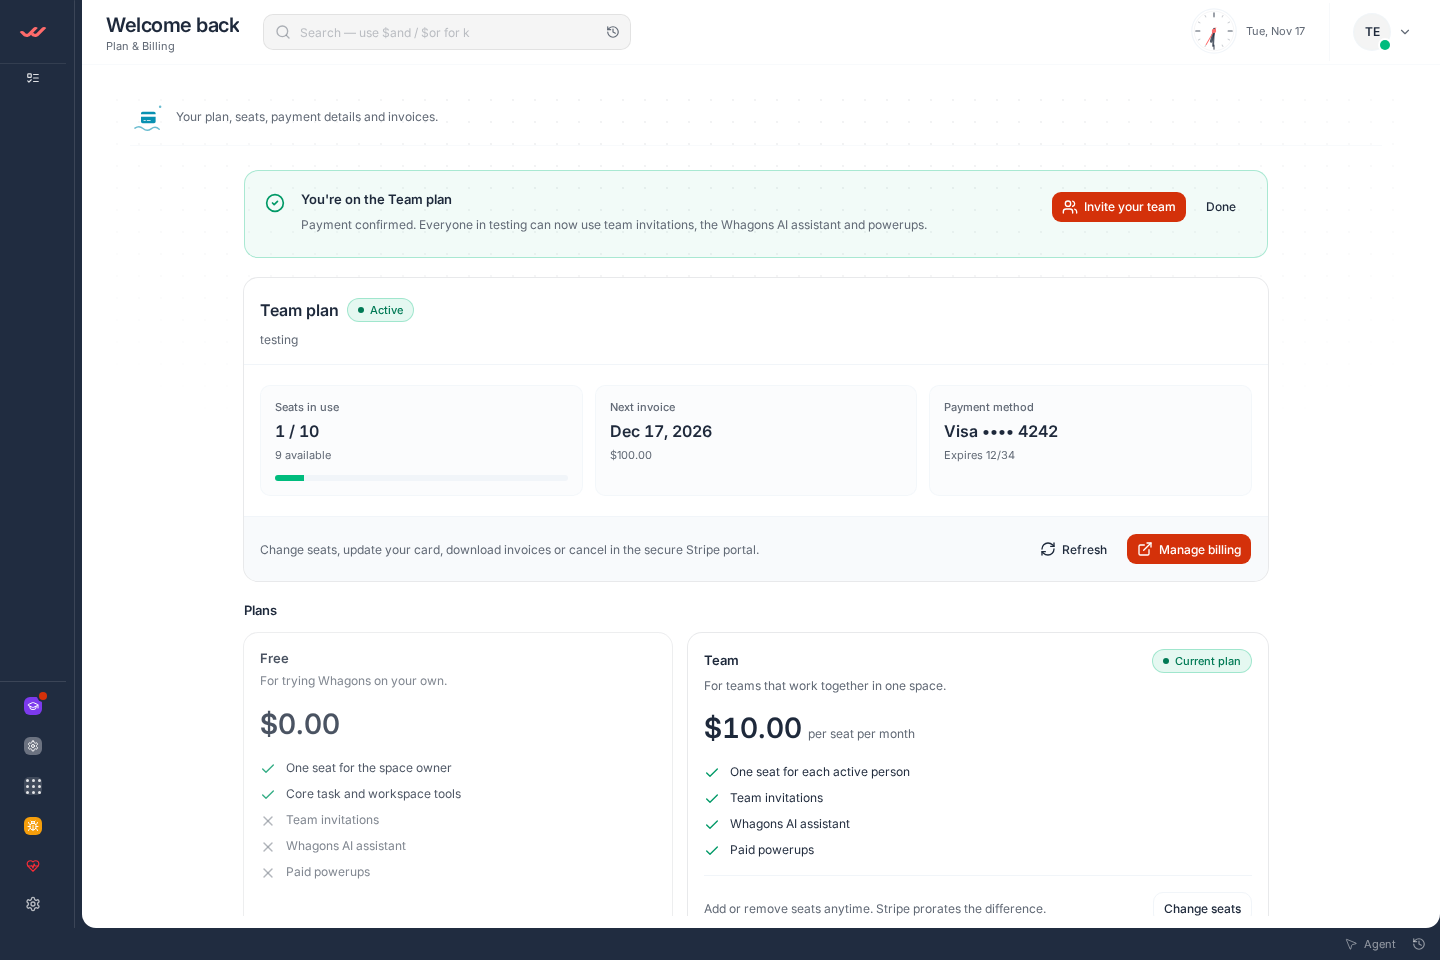 Welcome back
Plan & Billing
Search — use $and / $or for k
Tue, Nov 17
TE
Your plan, seats, payment details and invoices.
You're on the Team plan
Payment confirmed. Everyone in testing can now use team invitations, the Whagons AI assistant and powerups.
Invite your team
Done
Team plan
Active
testing
Seats in use
1 / 10
9 available
Next invoice
Dec 17, 2026
$100.00
Payment method
Visa •••• 4242
Expires 12/34
Change seats, update your card, download invoices or cancel in the secure Stripe portal.
Refresh
Manage billing
Plans
Free
For trying Whagons on your own.
$0.00
One seat for the space owner
Core task and workspace tools
Team invitations
Whagons AI assistant
Paid powerups
Team
Current plan
For teams that work together in one space.
$10.00 per seat per month
One seat for each active person
Team invitations
Whagons AI assistant
Paid powerups
Add or remove seats anytime. Stripe prorates the difference.
Change seats
Agent